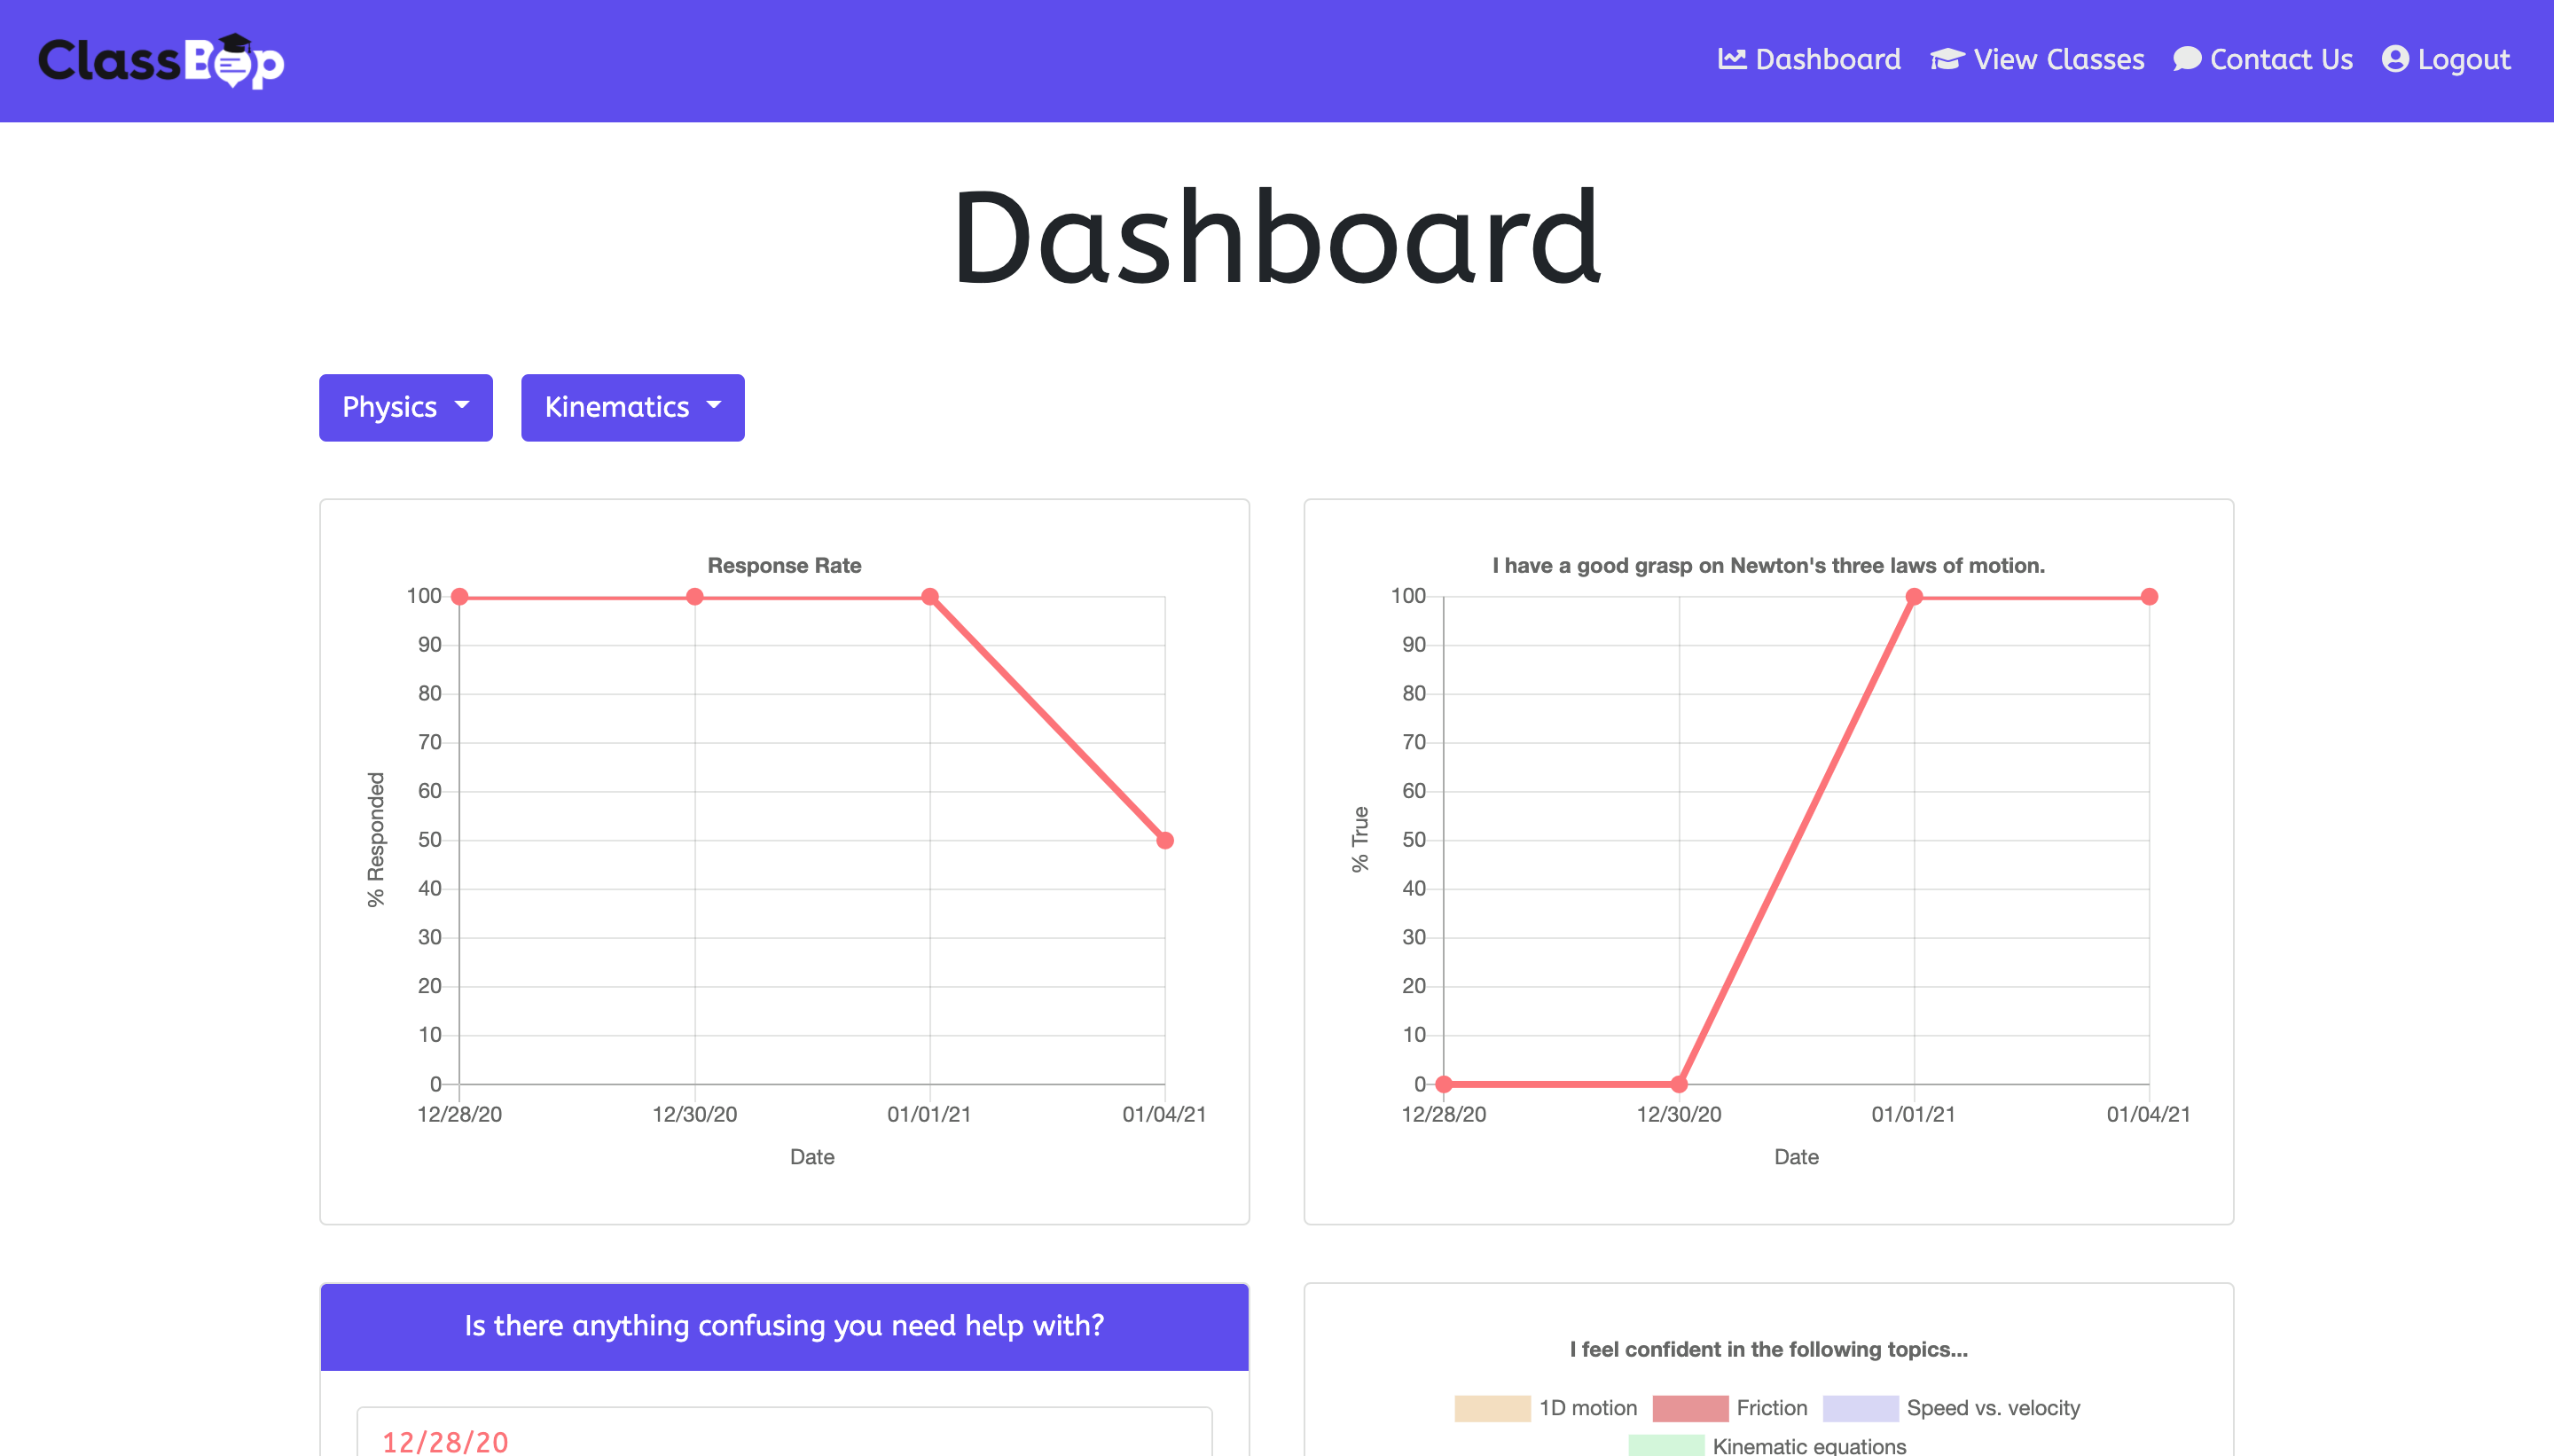 ClassBop
Dashboard View Classes Contact Us Logout
Dashboard
Physics Kinematics
Response Rate
100
90
80
70
60
50
40
30
20
10
0
% Responded
12/28/20 12/30/20 01/01/21 01/04/21
Date
I have a good grasp on Newton's three laws of motion.
100
90
80
70
60
50
40
30
20
10
0
% True
12/28/20 12/30/20 01/01/21 01/04/21
Date
Is there anything confusing you need help with?
12/28/20
I feel confident in the following topics...
1D motion Friction Speed vs. velocity
Kinematic equations